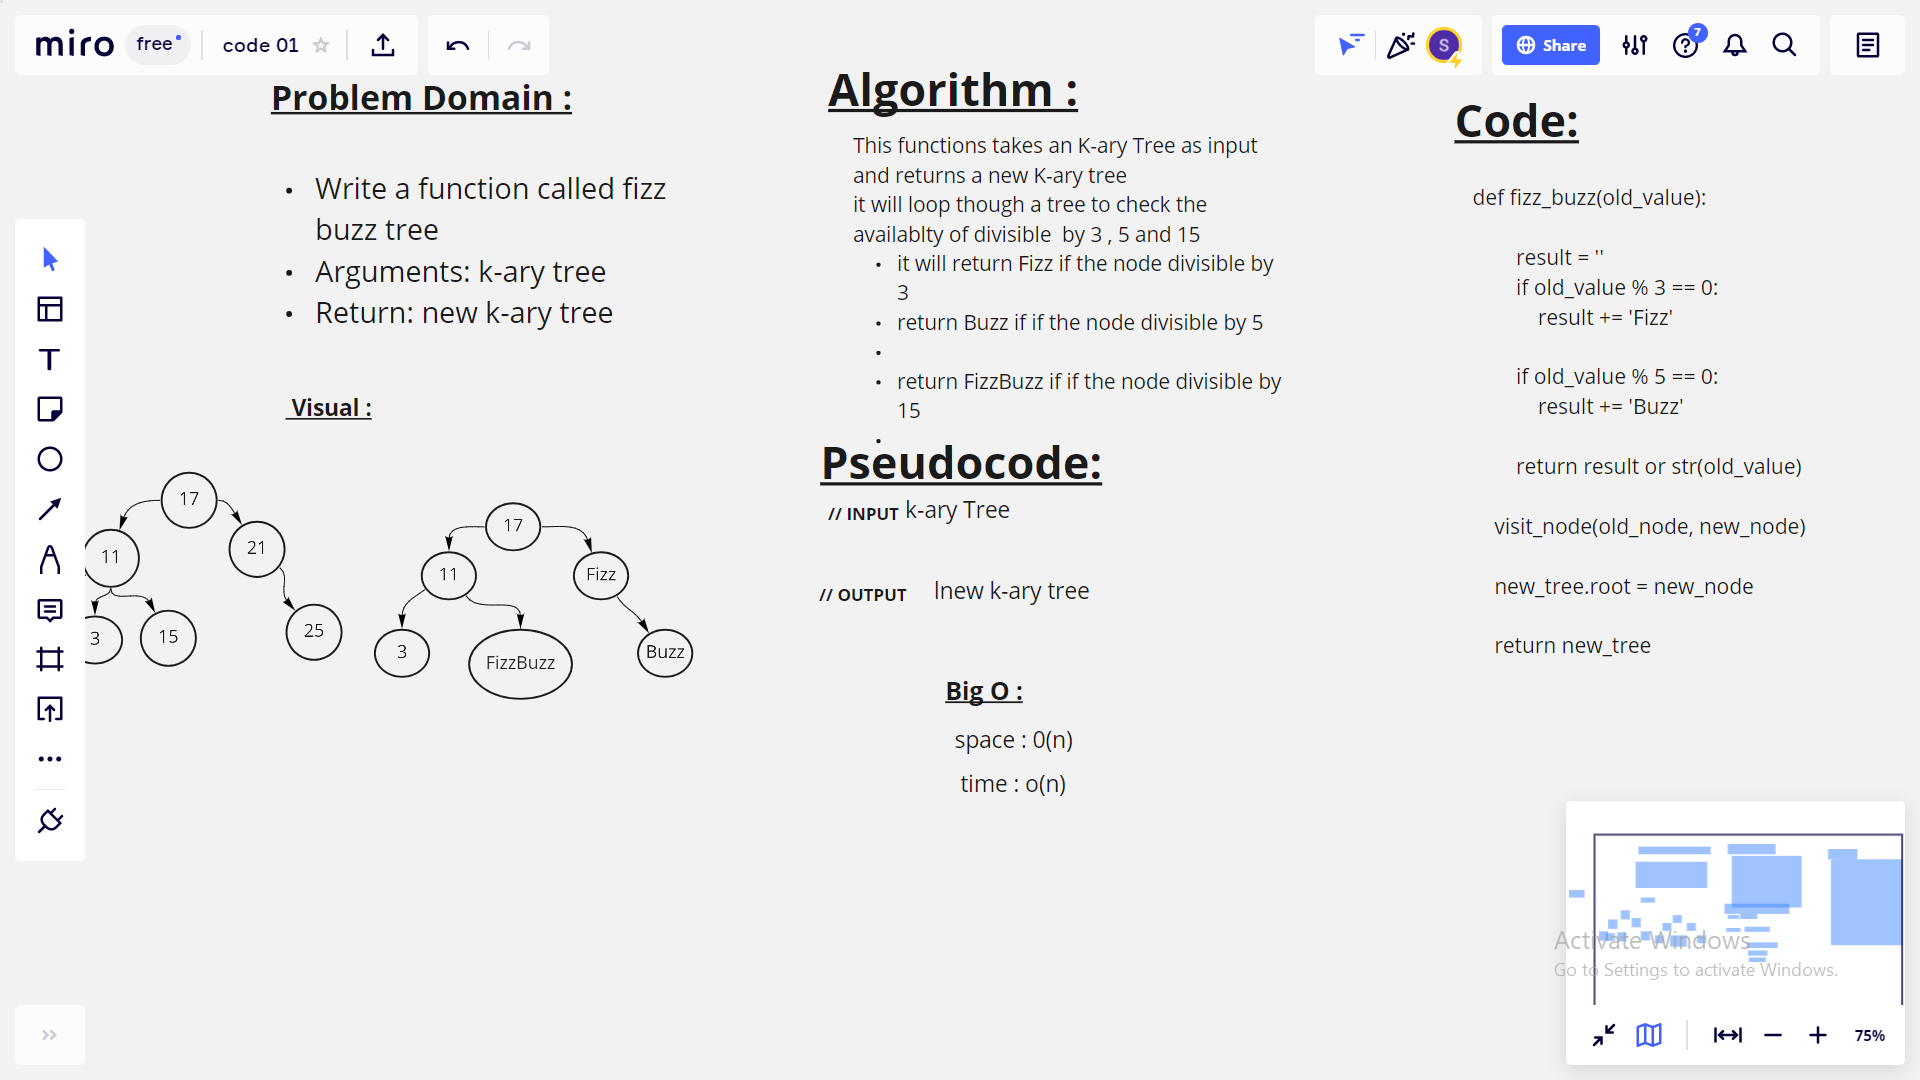 miro free code 01
Share 7 S
Problem Domain :
• Write a function called fizz
buzz tree
• Arguments: k-ary tree
• Return: new k-ary tree
Visual :
17
11
21
3
15
25
17
11
Fizz
3
FizzBuzz
Buzz
Algorithm :
This functions takes an K-ary Tree as input
and returns a new K-ary tree
it will loop though a tree to check the
availablty of divisible  by 3 , 5 and 15
• it will return Fizz if the node divisible by
3
• return Buzz if if the node divisible by 5
•
• return FizzBuzz if if the node divisible by
15
•
Pseudocode:
// INPUT k-ary Tree
// OUTPUT lnew k-ary tree
Big O :
space : 0(n)
time : o(n)
Code:
def fizz_buzz(old_value):
result = ''
if old_value % 3 == 0:
result += 'Fizz'
if old_value % 5 == 0:
result += 'Buzz'
return result or str(old_value)
visit_node(old_node, new_node)
new_tree.root = new_node
return new_tree
Activate Windows
Go to Settings to activate Windows.
75%